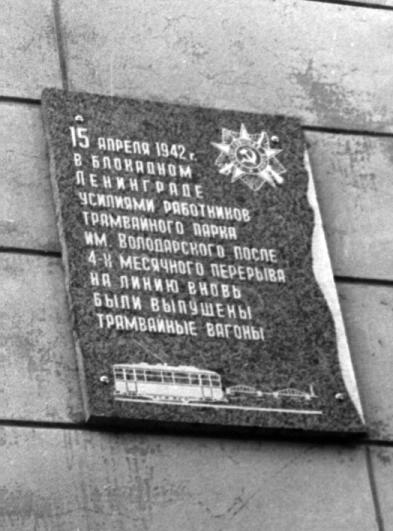 15 АПРЕЛЯ 1942 г.
В БЛОКАДНОМ
ЛЕНИНГРАДЕ
УСИЛИЯМИ РАБОТНИКОВ
ТРАМВАЙНОГО ПАРКА
ИМ. ВОЛОДАРСКОГО ПОСЛЕ
4-Х МЕСЯЧНОГО ПЕРЕРЫВА
НА ЛИНИЮ ВНОВЬ
БЫЛИ ВЫПУЩЕНЫ
ТРАМВАЙНЫЕ ВАГОНЫ